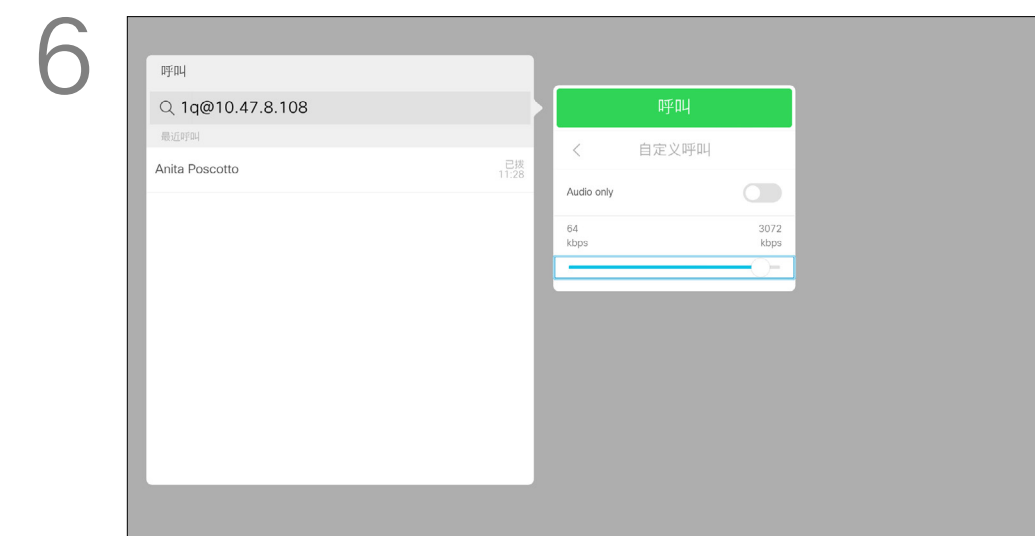 6
呼叫
1q@10.47.8.108
最近呼叫
Anita Poscotto
已拨
11:28
呼叫
自定义呼叫
Audio only
64
kbps
3072
kbps